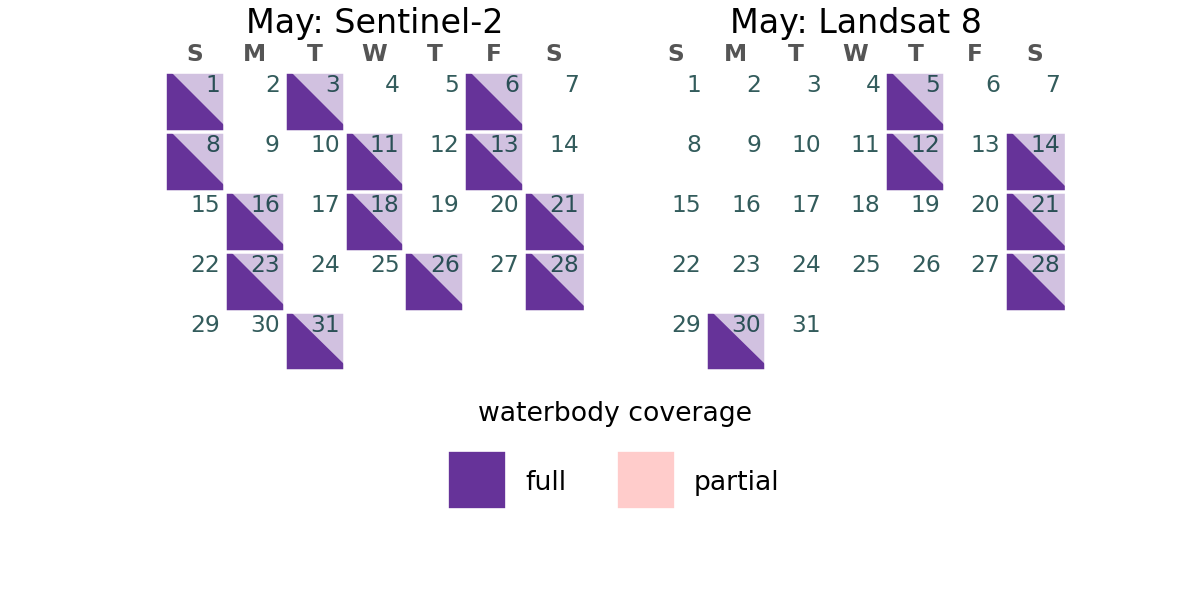 May: Sentinel-2
S M T W T F S
1 2 3 4 5 6 7
8 9 10 11 12 13 14
15 16 17 18 19 20 21
22 23 24 25 26 27 28
29 30 31
May: Landsat 8
S M T W T F S
1 2 3 4 5 6 7
8 9 10 11 12 13 14
15 16 17 18 19 20 21
22 23 24 25 26 27 28
29 30 31
waterbody coverage
full partial